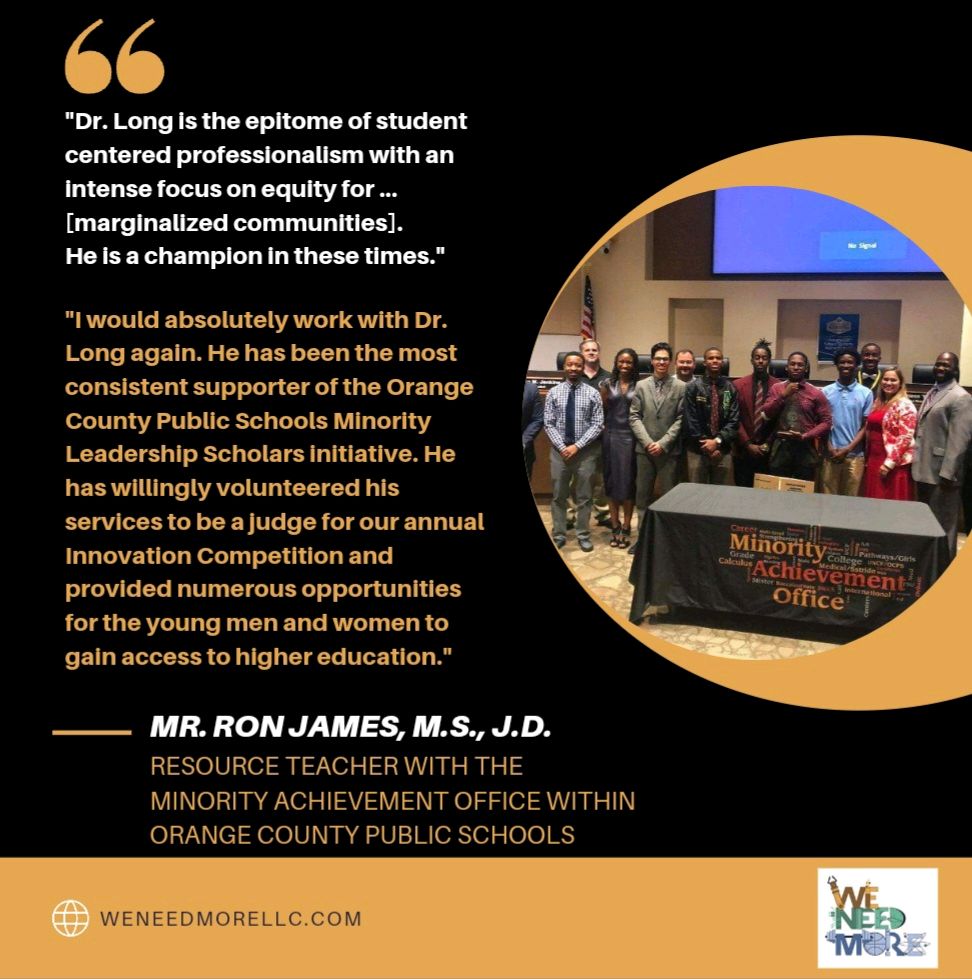 "Dr. Long is the epitome of student
centered professionalism with an
intense focus on equity for ...
[marginalized communities].
He is a champion in these times."
"I would absolutely work with Dr.
Long again. He has been the most
consistent supporter of the Orange
County Public Schools Minority
Leadership Scholars initiative. He
has willingly volunteered his
services to be a judge for our annual
Innovation Competition and
provided numerous opportunities
for the young men and women to
gain access to higher education."
No Signal
Career
Strengthening
Minority
Grade
College
Pathways/Girls
Calculus
Achievement
International
Office
MR. RON JAMES, M.S., J.D.
RESOURCE TEACHER WITH THE
MINORITY ACHIEVEMENT OFFICE WITHIN
ORANGE COUNTY PUBLIC SCHOOLS
WENEEDMORELLC.COM
WE
NEED
MORE